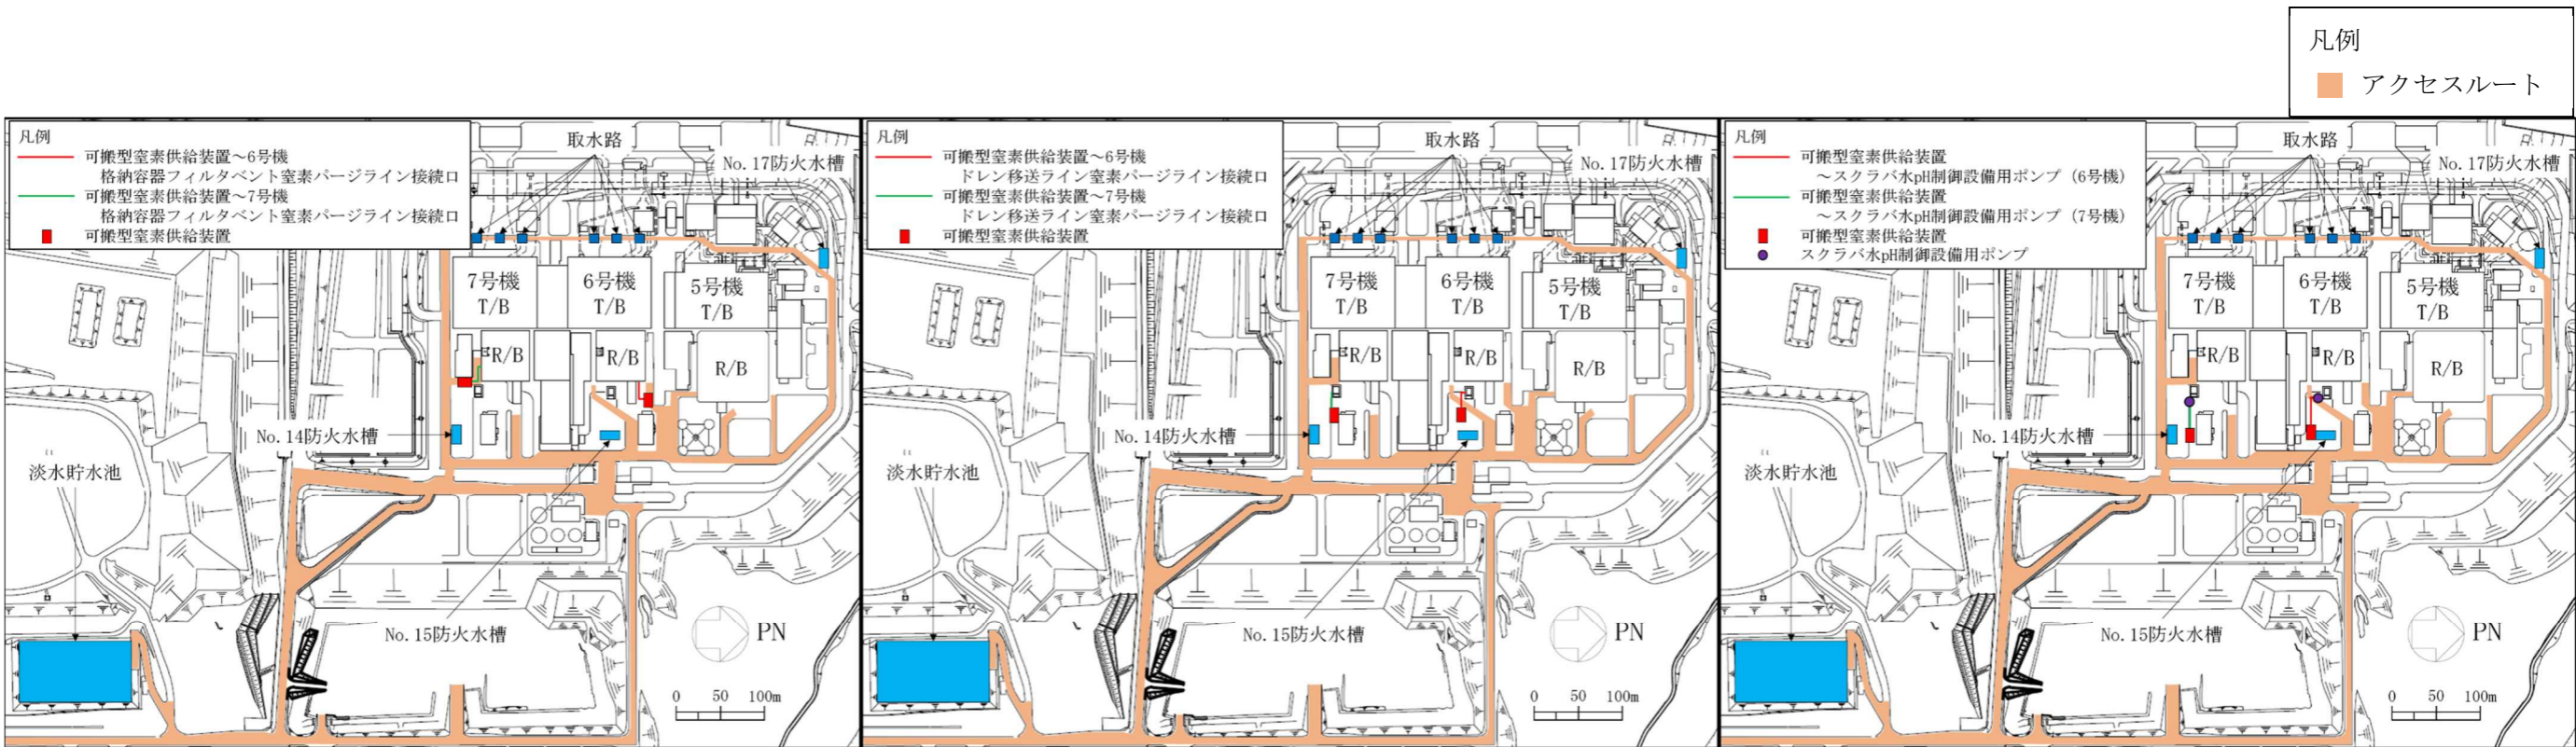 凡例
アクセスルート
凡例
可搬型窒素供給装置～6号機
格納容器フィルタベント窒素パージライン接続口
可搬型窒素供給装置～7号機
格納容器フィルタベント窒素パージライン接続口
可搬型窒素供給装置
取水路
No.17防火水槽
7号機
T/B
6号機
T/B
5号機
T/B
R/B
R/B
R/B
No.14防火水槽
淡水貯水池
No.15防火水槽
PN
0 50 100m
凡例
可搬型窒素供給装置～6号機
ドレン移送ライン窒素パージライン接続口
可搬型窒素供給装置～7号機
ドレン移送ライン窒素パージライン接続口
可搬型窒素供給装置
取水路
No.17防火水槽
7号機
T/B
6号機
T/B
5号機
T/B
R/B
R/B
R/B
No.14防火水槽
淡水貯水池
No.15防火水槽
PN
0 50 100m
凡例
可搬型窒素供給装置
～スクラバ水pH制御設備用ポンプ（6号機）
可搬型窒素供給装置
～スクラバ水pH制御設備用ポンプ（7号機）
可搬型窒素供給装置
スクラバ水pH制御設備用ポンプ
取水路
No.17防火水槽
7号機
T/B
6号機
T/B
5号機
T/B
R/B
R/B
R/B
No.14防火水槽
淡水貯水池
No.15防火水槽
PN
0 50 100m